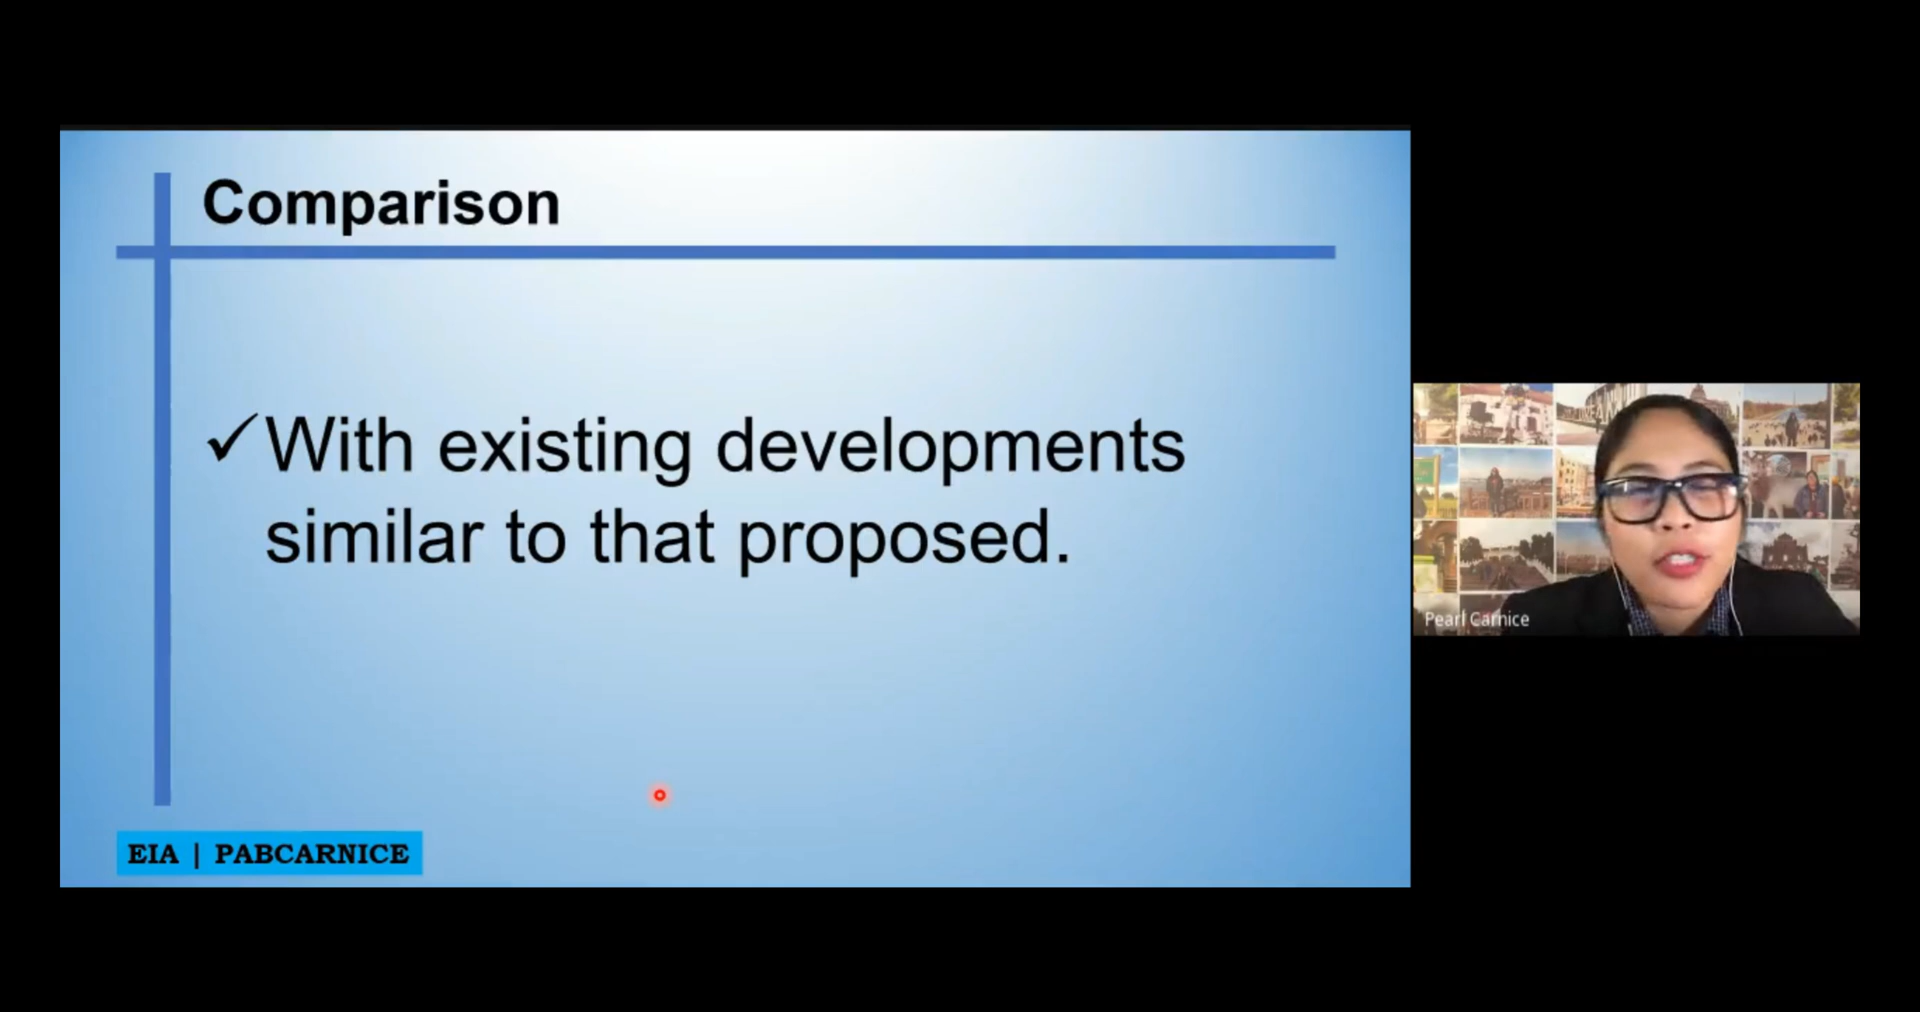 Comparison
✓With existing developments
similar to that proposed.
EIA | PABCARNICE
Pearl Carnice